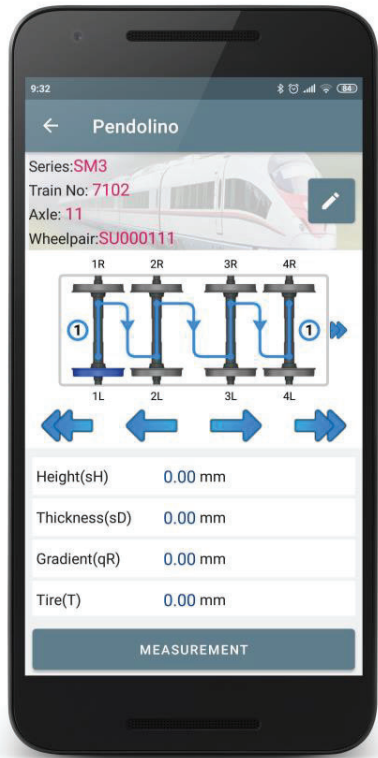 9:32
84
Pendolino
Series:SM3
Train No: 7102
Axle: 11
Wheelpair:SU000111
1R 2R 3R 4R
1 1
1L 2L 3L 4L
Height(sH) 0.00 mm
Thickness(sD) 0.00 mm
Gradient(qR) 0.00 mm
Tire(T) 0.00 mm
MEASUREMENT